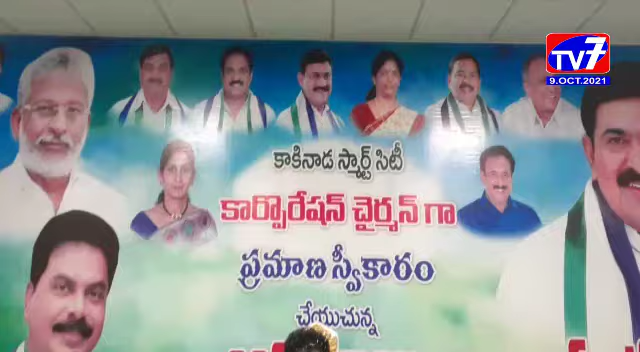 TV7
9.OCT.2021
కాకినాడ స్మార్ట్ సిటీ
కార్పొరేషన్ చైర్మన్ గా
ప్రమాణ స్వీకారం
చేయుచున్న